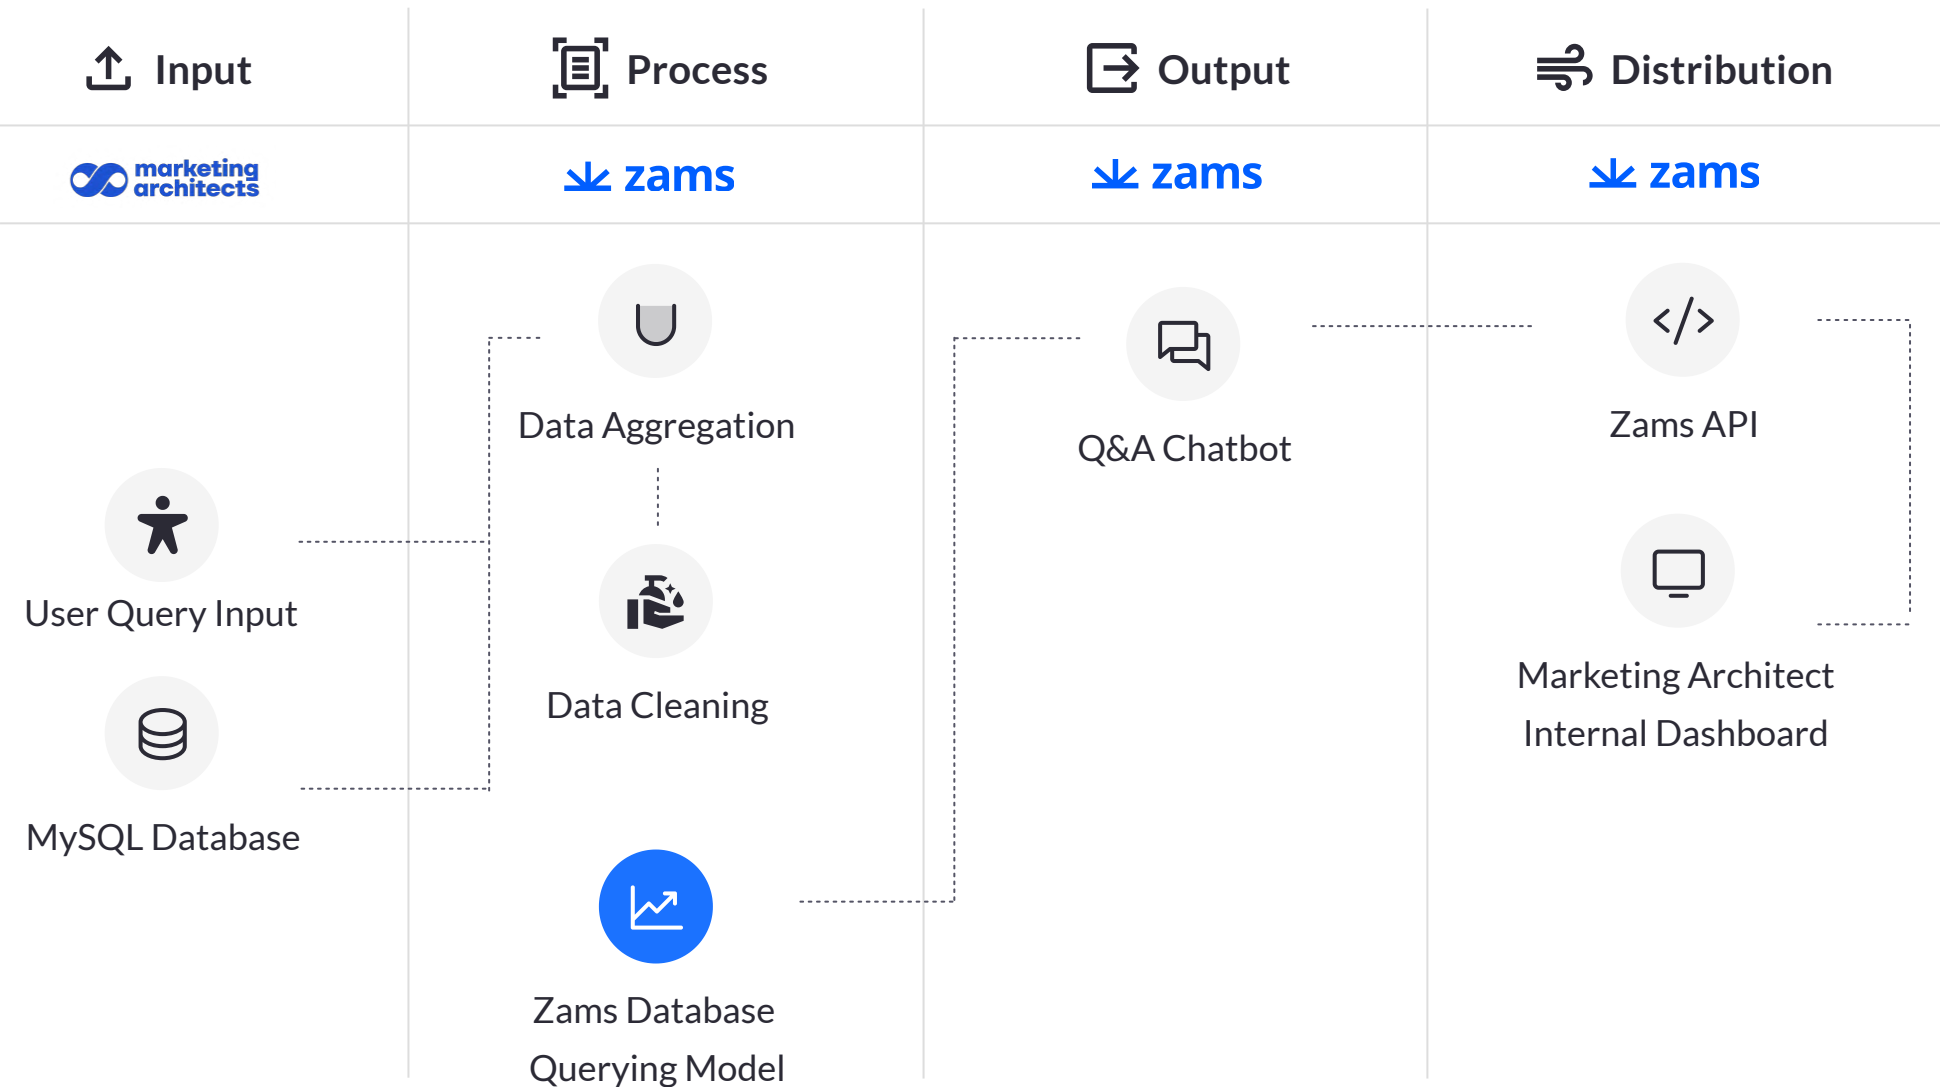 Input
Process
Output
Distribution
marketing
architects
zams
zams
zams
User Query Input
MySQL Database
Data Aggregation
Data Cleaning
Zams Database
Querying Model
Q&A Chatbot
Zams API
Marketing Architect
Internal Dashboard